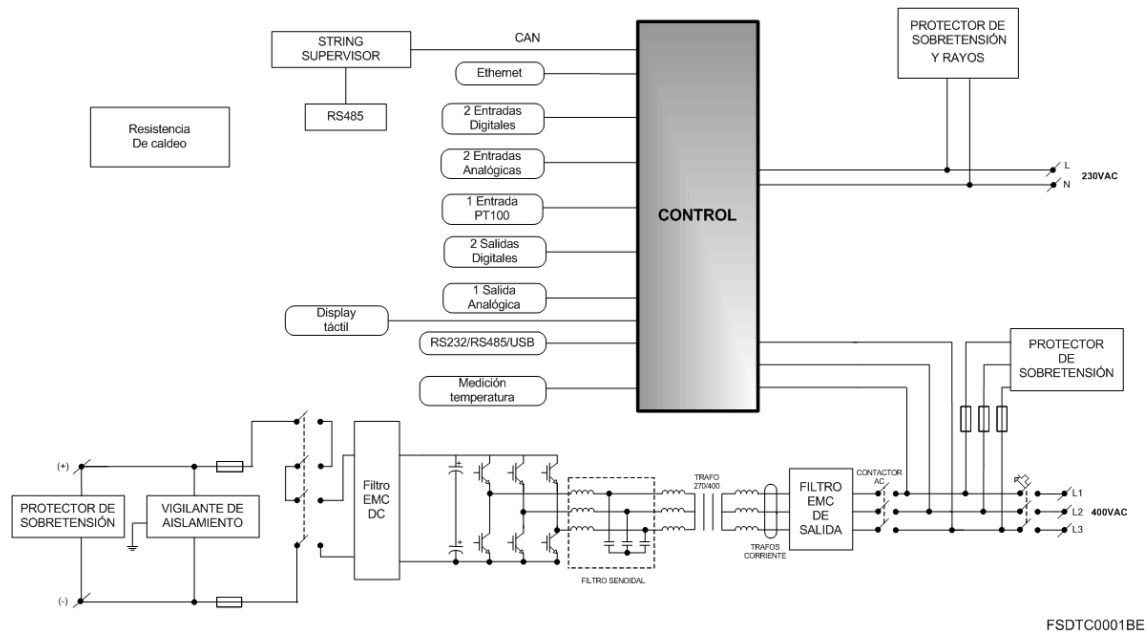 STRING
SUPERVISOR
CAN
RS485
Ethernet
2 Entradas
Digitales
2 Entradas
Analógicas
1 Entrada
PT100
2 Salidas
Digitales
1 Salida
Analógica
Display
táctil
RS232/RS485/USB
Medición
temperatura
Resistencia
De caldeo
CONTROL
PROTECTOR DE
SOBRETENSIÓN
Y RAYOS
L
N
230VAC
PROTECTOR
DE
SOBRETENSIÓN
(+)
PROTECTOR DE
SOBRETENSIÓN
VIGILANTE DE
AISLAMIENTO
(-)
Filtro
EMC
DC
+
+
FILTRO SENOIDAL
TRAFO
270/400
TRAFOS
CORRIENTE
FILTRO
EMC
DE
SALIDA
CONTACTOR
AC
L1
L2
L3
400VAC
FSDTC0001BE